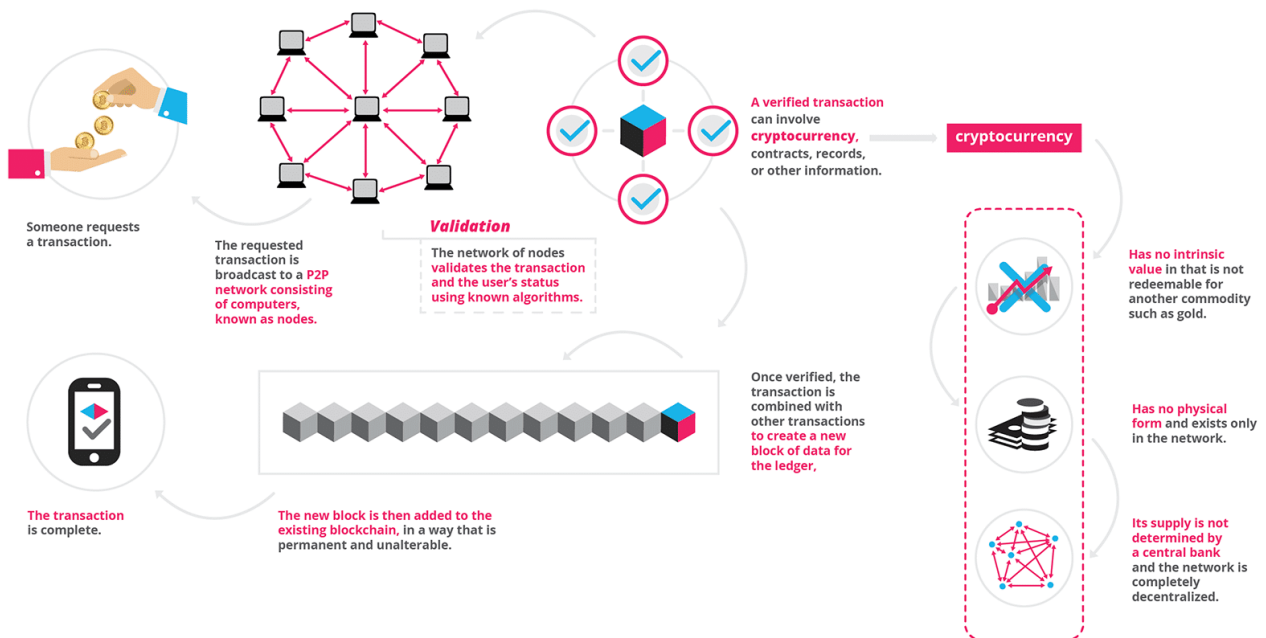 Someone requests
a transaction.
The requested
transaction is
broadcast to a P2P
network consisting
of computers,
known as nodes.
Validation
The network of nodes
validates the transaction
and the user's status
using known algorithms.
A verified transaction
can involve
cryptocurrency,
contracts, records,
or other information.
cryptocurrency
Has no intrinsic
value in that is not
redeemable for
another commodity
such as gold.
Has no physical
form and exists only
in the network.
Its supply is not
determined by
a central bank
and the network is
completely
decentralized.
Once verified, the
transaction is
combined with
other transactions
to create a new
block of data for
the ledger,
The new block is then added to the
existing blockchain, in a way that is
permanent and unalterable.
The transaction
is complete.